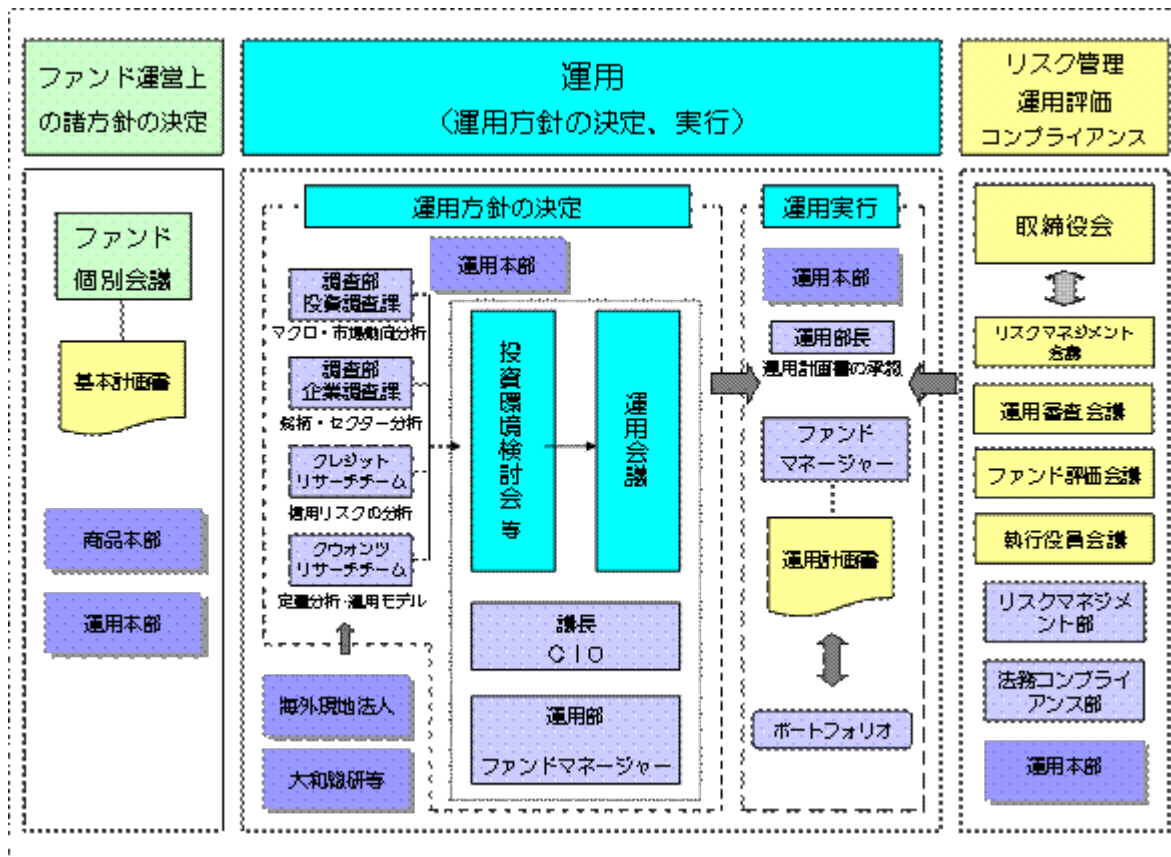 ファンド運営上
の諸方針の決定
運用
(運用方針の決定、実行)
リスク管理
運用評価
コンプライアンス
ファンド
個別会議
基本計画書
商品本部
運用本部
運用方針の決定
運用本部
調査部
投資調査課
マクロ・市場動向分析
調査部
企業調査課
銘柄・セクター分析
クレジット
リサーチチーム
信用リスクの分析
クウォンツ
リサーチチーム
定量分析・運用モデル
海外現地法人
大和総研等
投資環境検討会 等
運用会議
議長
CIO
運用部
ファンドマネージャー
運用実行
運用本部
運用部長
運用計画書の承認
ファンド
マネージャー
運用計画書
ポートフォリオ
取締役会
リスクマネジメント
会議
運用審査会議
ファンド評価会議
執行役員会議
リスクマネジメ
ント部
法務コンプライ
アンス部
運用本部